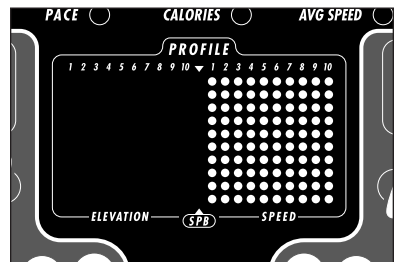 PACE CALORIES AVG SPEED
PROFILE
1 2 3 4 5 6 7 8 9 10 1 2 3 4 5 6 7 8 9 10
ELEVATION SPB SPEED